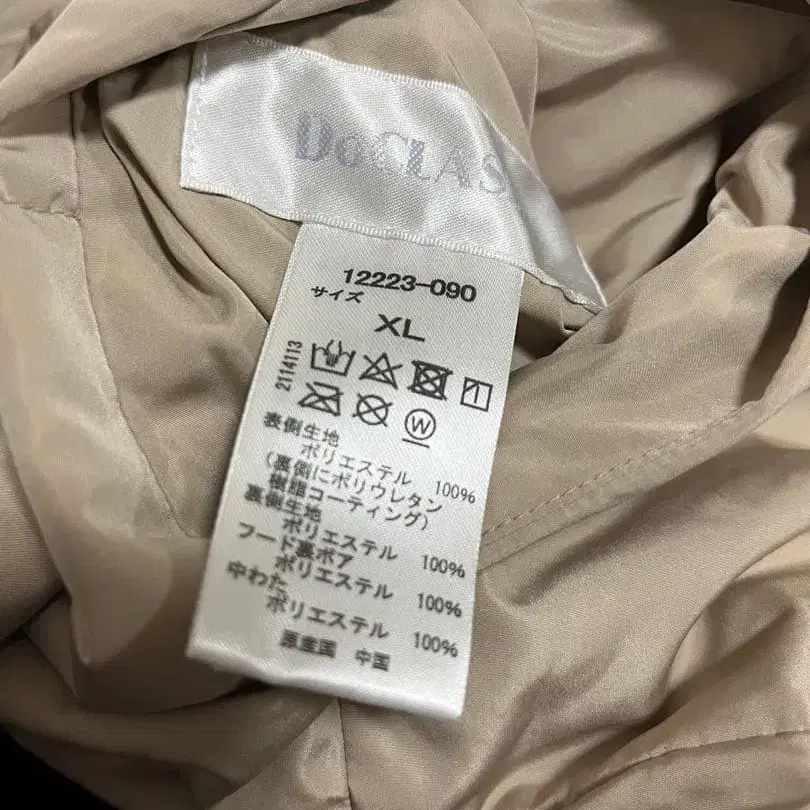 DoCLAS
12223-090
サイズ
XL
2114113
W
表側生地
ポリエステル 100%
(裏側にポリウレタン
樹脂コーティング)
裏側生地
ポリエステル 100%
フード裏ボア
ポリエステル 100%
中わた
ポリエステル 100%
原産国 中国